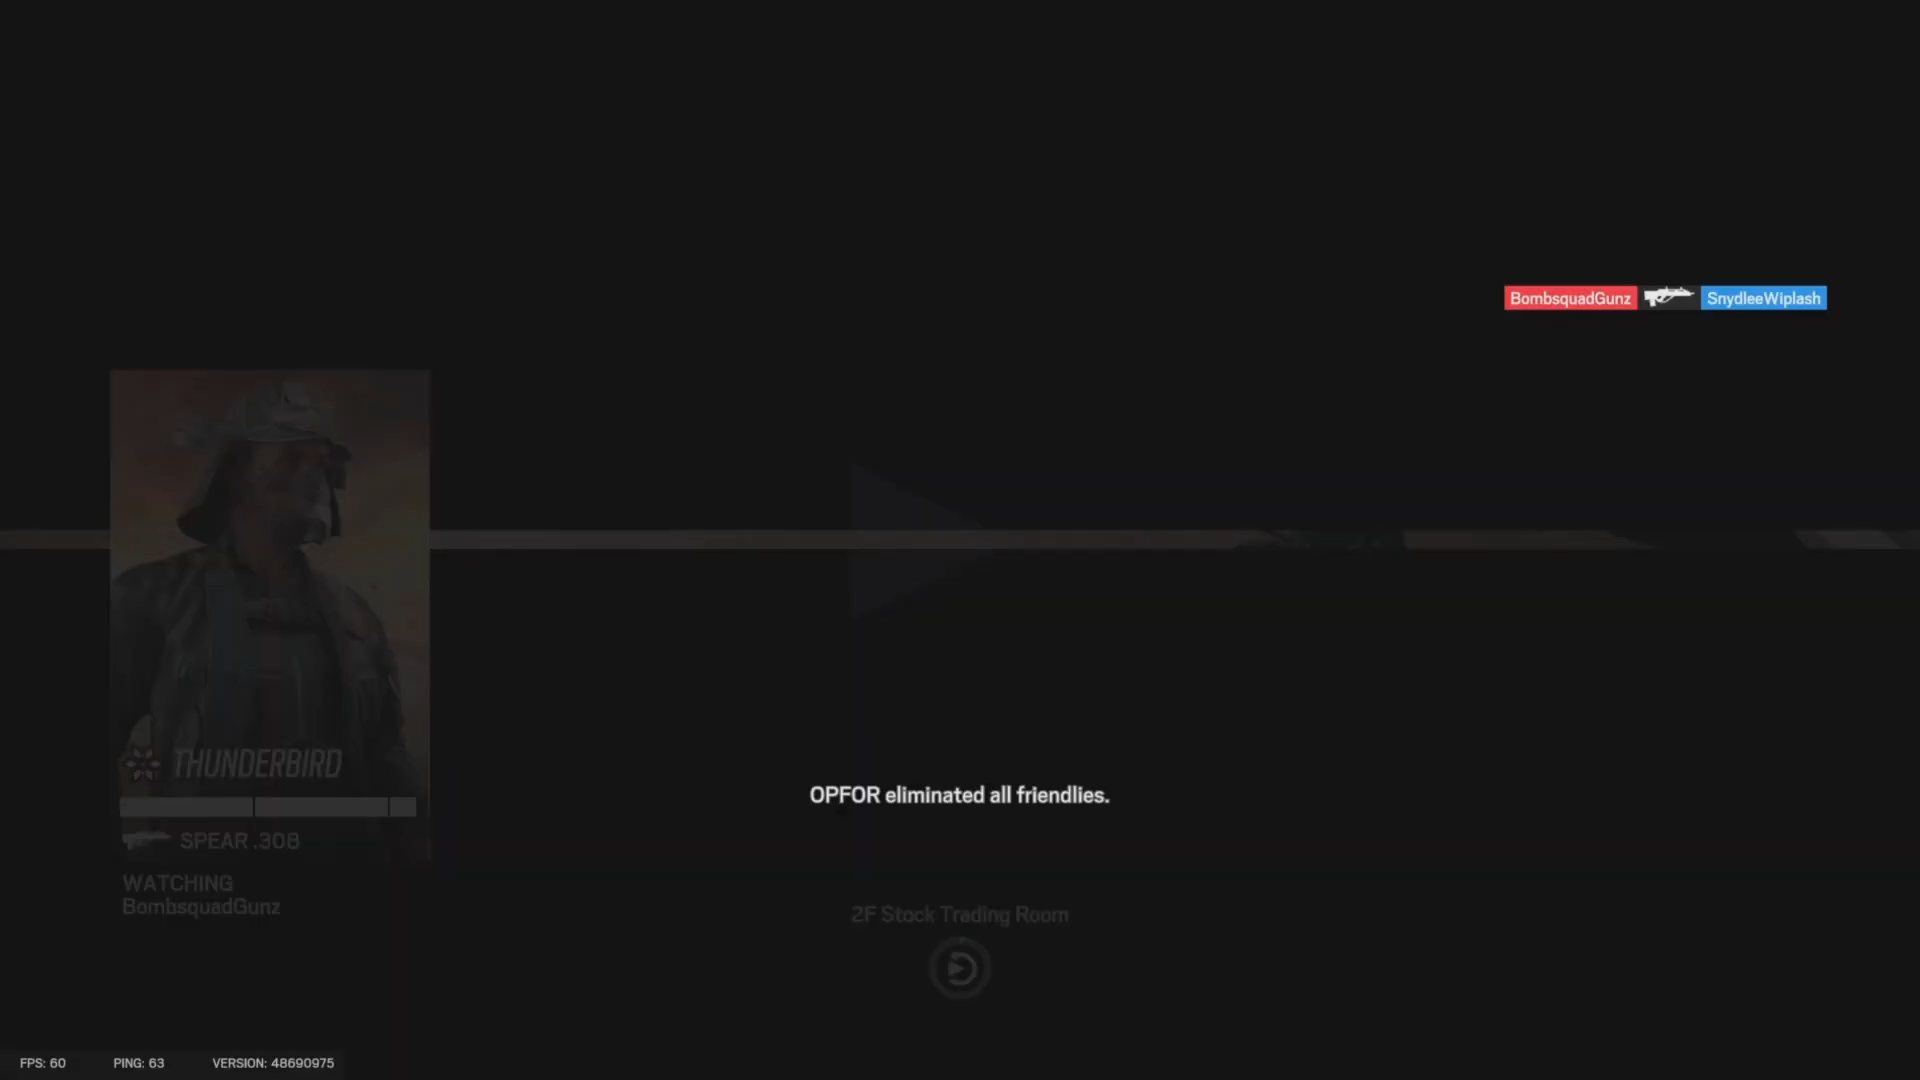 BombsquadGunz SnydleeWiplash
THUNDERBIRD
SPEAR .308
WATCHING
BombsquadGunz
OPFOR eliminated all friendlies.
2F Stock Trading Room
FPS: 60 PING: 63 VERSION: 48690975